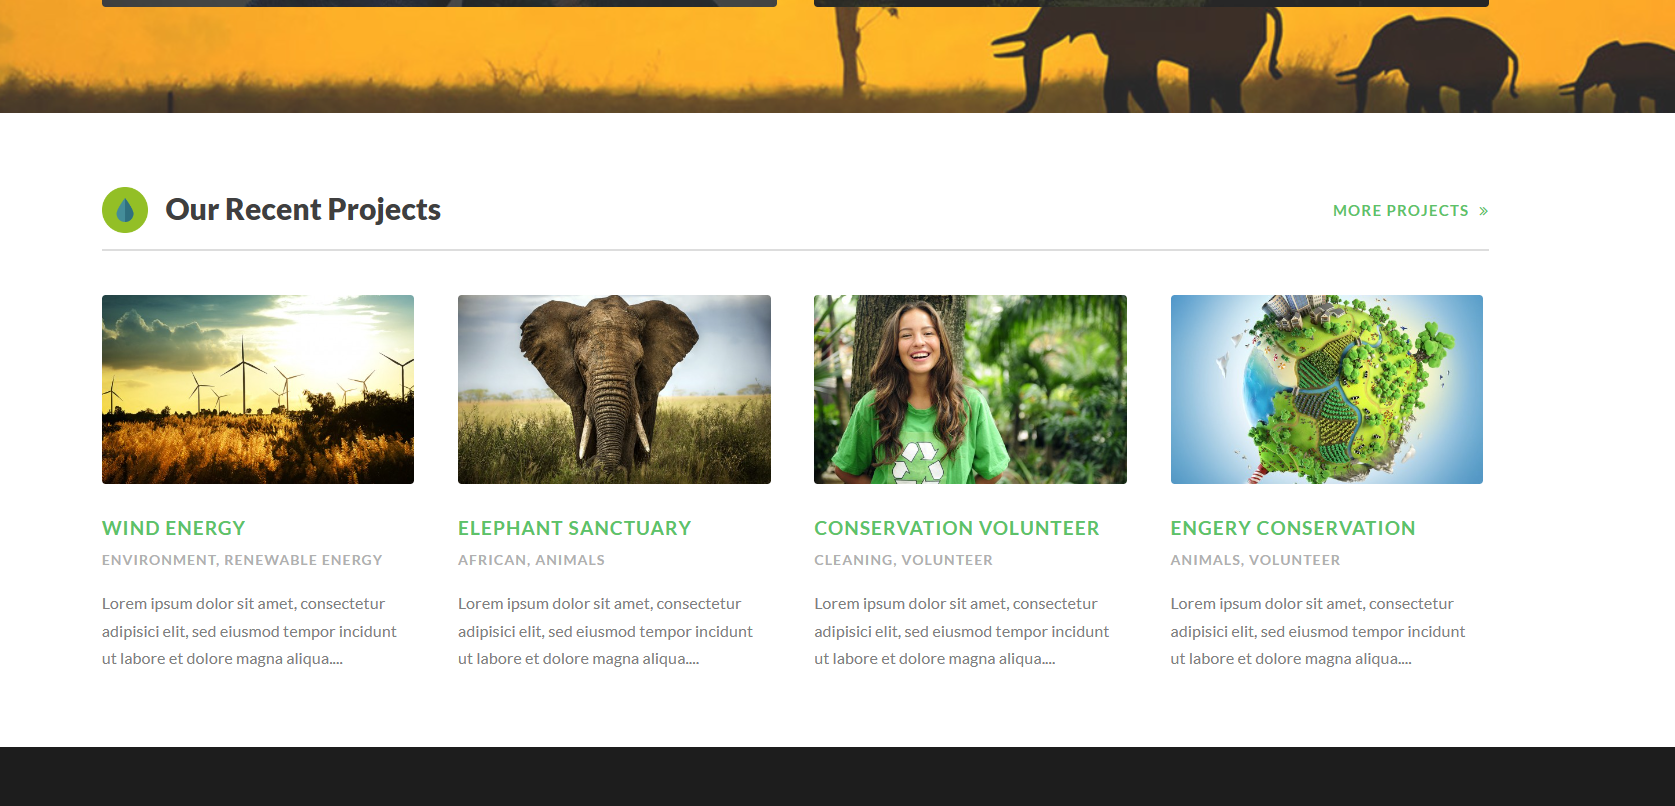 Our Recent Projects
MORE PROJECTS »
WIND ENERGY
ENVIRONMENT, RENEWABLE ENERGY
Lorem ipsum dolor sit amet, consectetur
adipisici elit, sed eiusmod tempor incidunt
ut labore et dolore magna aliqua....
ELEPHANT SANCTUARY
AFRICAN, ANIMALS
Lorem ipsum dolor sit amet, consectetur
adipisici elit, sed eiusmod tempor incidunt
ut labore et dolore magna aliqua....
CONSERVATION VOLUNTEER
CLEANING, VOLUNTEER
Lorem ipsum dolor sit amet, consectetur
adipisici elit, sed eiusmod tempor incidunt
ut labore et dolore magna aliqua....
ENGERY CONSERVATION
ANIMALS, VOLUNTEER
Lorem ipsum dolor sit amet, consectetur
adipisici elit, sed eiusmod tempor incidunt
ut labore et dolore magna aliqua....